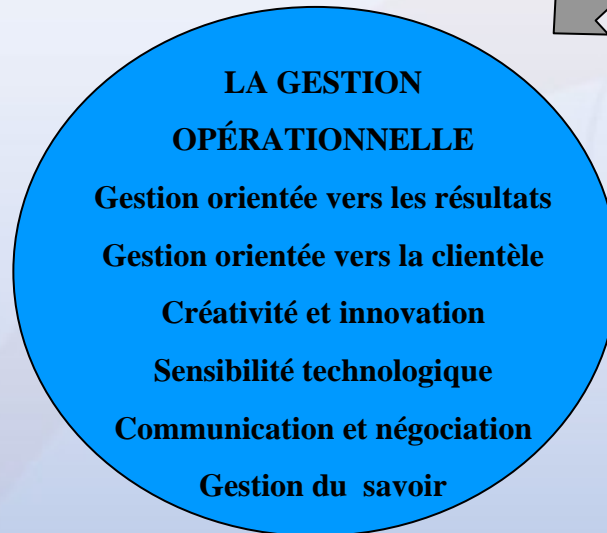 LA GESTION
OPÉRATIONNELLE
Gestion orientée vers les résultats
Gestion orientée vers la clientèle
Créativité et innovation
Sensibilité technologique
Communication et négociation
Gestion du  savoir